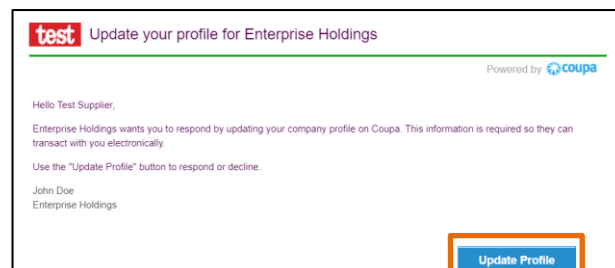 test Update your profile for Enterprise Holdings
Powered by coupa
Hello Test Supplier,
Enterprise Holdings wants you to respond by updating your company profile on Coupa. This information is required so they can
transact with you electronically.
Use the "Update Profile" button to respond or decline.
John Doe
Enterprise Holdings
Update Profile